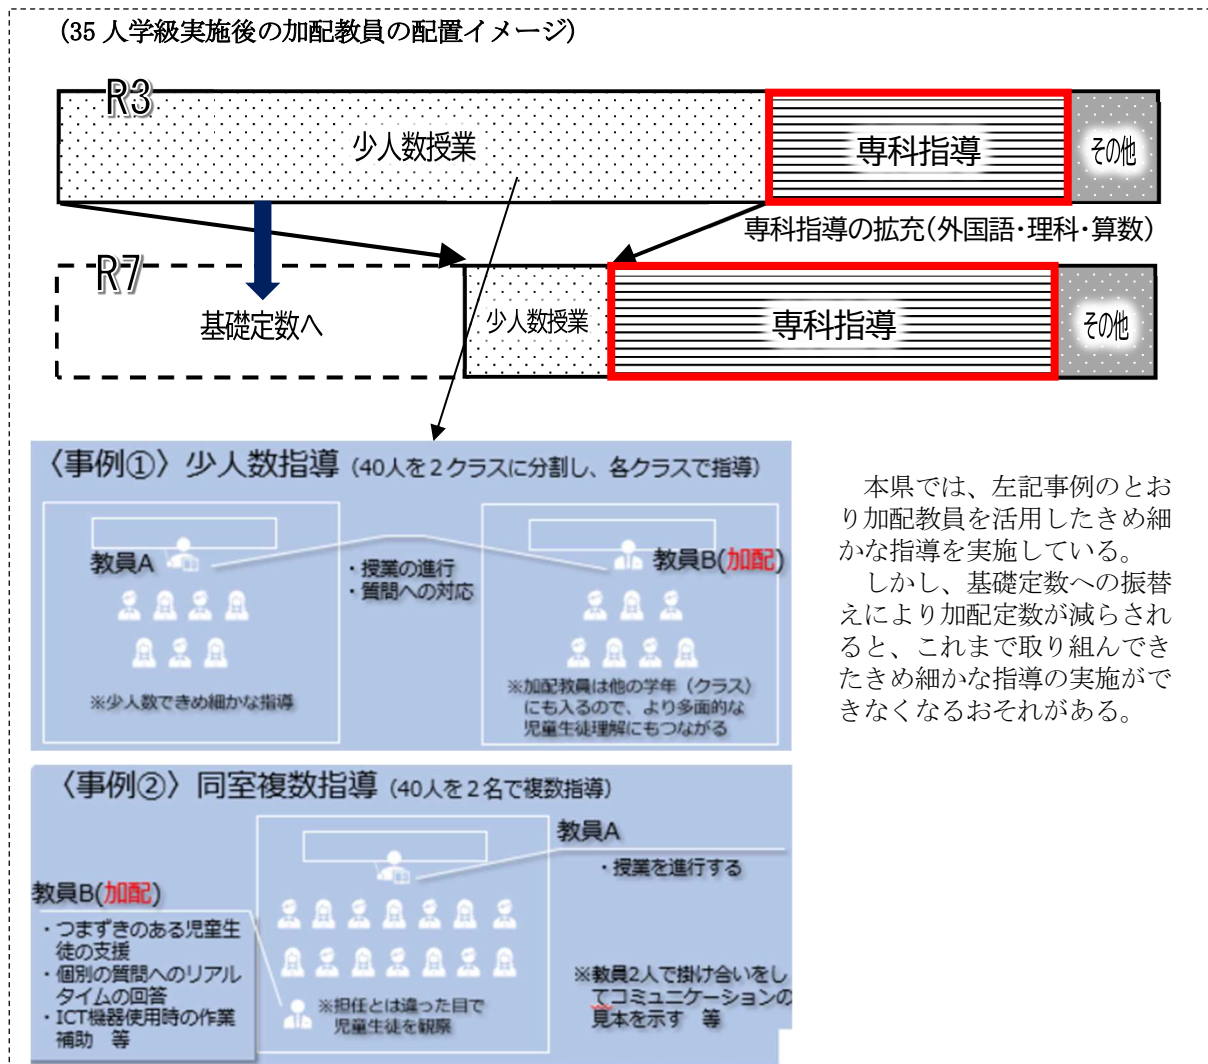 (35 人学級実施後の加配教員の配置イメージ)
R3
少人数授業
専科指導
その他
専科指導の拡充(外国語・理科・算数)
R7
基礎定数へ
少人数授業
専科指導
その他
〈事例①〉少人数指導（40人を２クラスに分割し、各クラスで指導）
教員A
・授業の進行
・質問への対応
教員B(加配)
※少人数できめ細かな指導
※加配教員は他の学年（クラス）
にも入るので、より多面的な
児童生徒理解にもつながる
本県では、左記事例のとお
り加配教員を活用したきめ細
かな指導を実施している。
しかし、基礎定数への振替
えにより加配定数が減らされ
ると、これまで取り組んでき
たきめ細かな指導の実施がで
きなくなるおそれがある。
〈事例②〉同室複数指導（40人を２名で複数指導）
教員A
・授業を進行する
教員B(加配)
・つまずきのある児童生
徒の支援
・個別の質問へのリアル
タイムの回答
・ICT機器使用時の作業
補助　等
※担任とは違った目で
児童生徒を観察
※教員2人で掛け合いをし
てコミュニケーションの
見本を示す　等